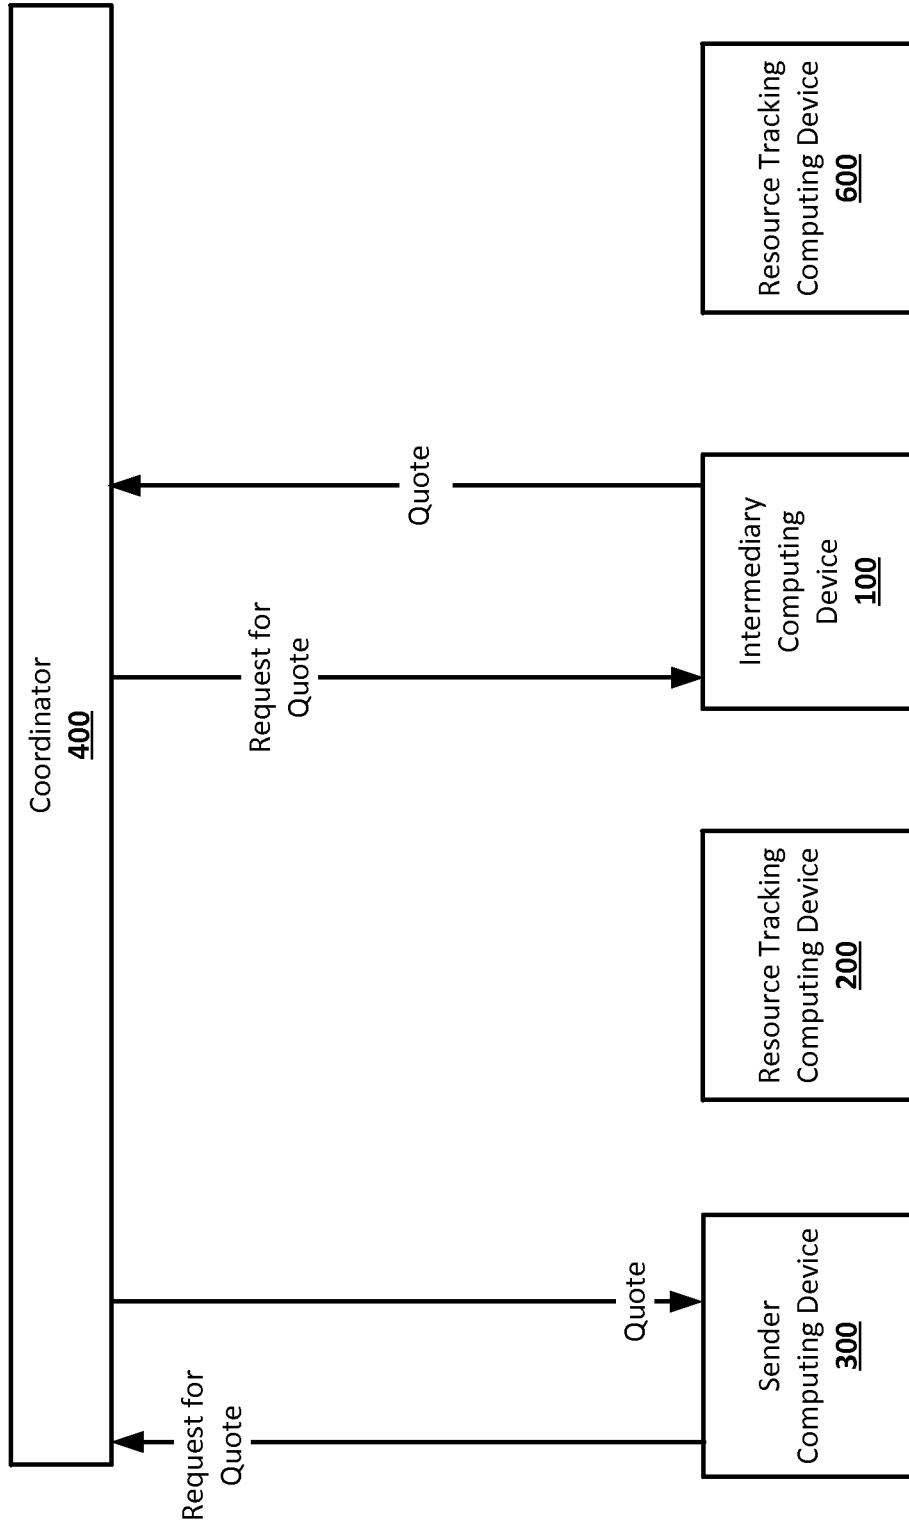 Coordinator
400
Request for
Quote
Quote
Request for
Quote
Quote
Sender
Computing Device
300
Resource Tracking
Computing Device
200
Intermediary
Computing
Device
100
Resource Tracking
Computing Device
600